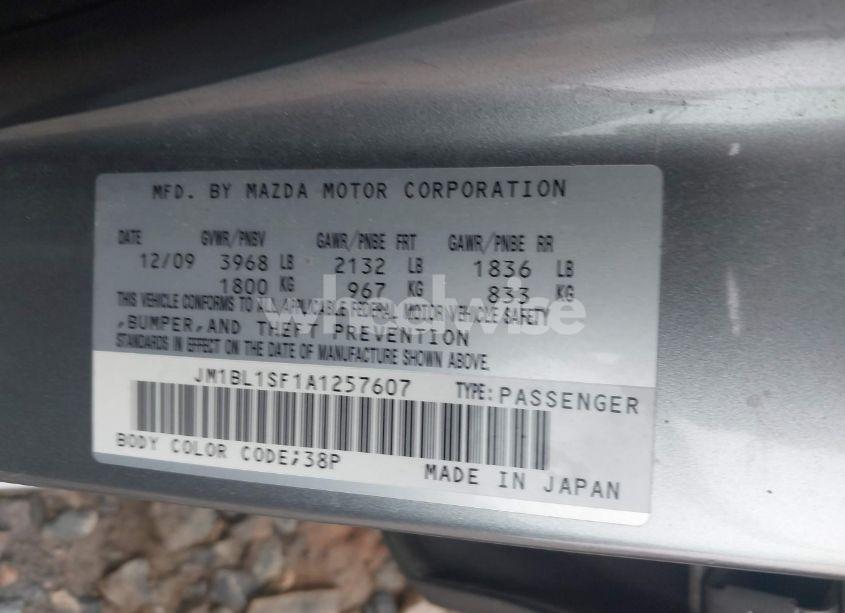 MFD. BY MAZDA MOTOR CORPORATION
DATE GVWR/PNBV GAWR/PNBE FRT GAWR/PNBE RR
12/09 3968 LB 2132 LB 1836 LB
1800 KG 967 KG 833 KG
THIS VEHICLE CONFORMS TO ALL APPLICABLE FEDERAL MOTOR VEHICLE SAFETY
,BUMPER,AND THEFT PREVENTION
STANDARDS IN EFFECT ON THE DATE OF MANUFACTURE SHOWN ABOVE.
JM1BL1SF1A1257607 TYPE: PASSENGER
BODY COLOR CODE;38P
MADE IN JAPAN
wheelwise